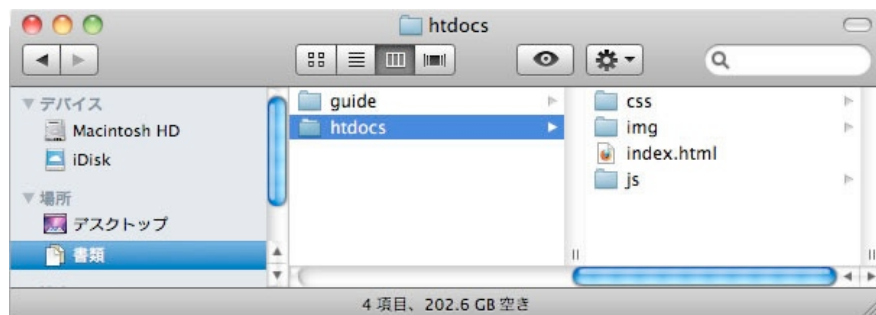 htdocs
デバイス
Macintosh HD
iDisk
場所
デスクトップ
書類
guide
htdocs
css
img
index.html
js
4 項目、202.6 GB 空き